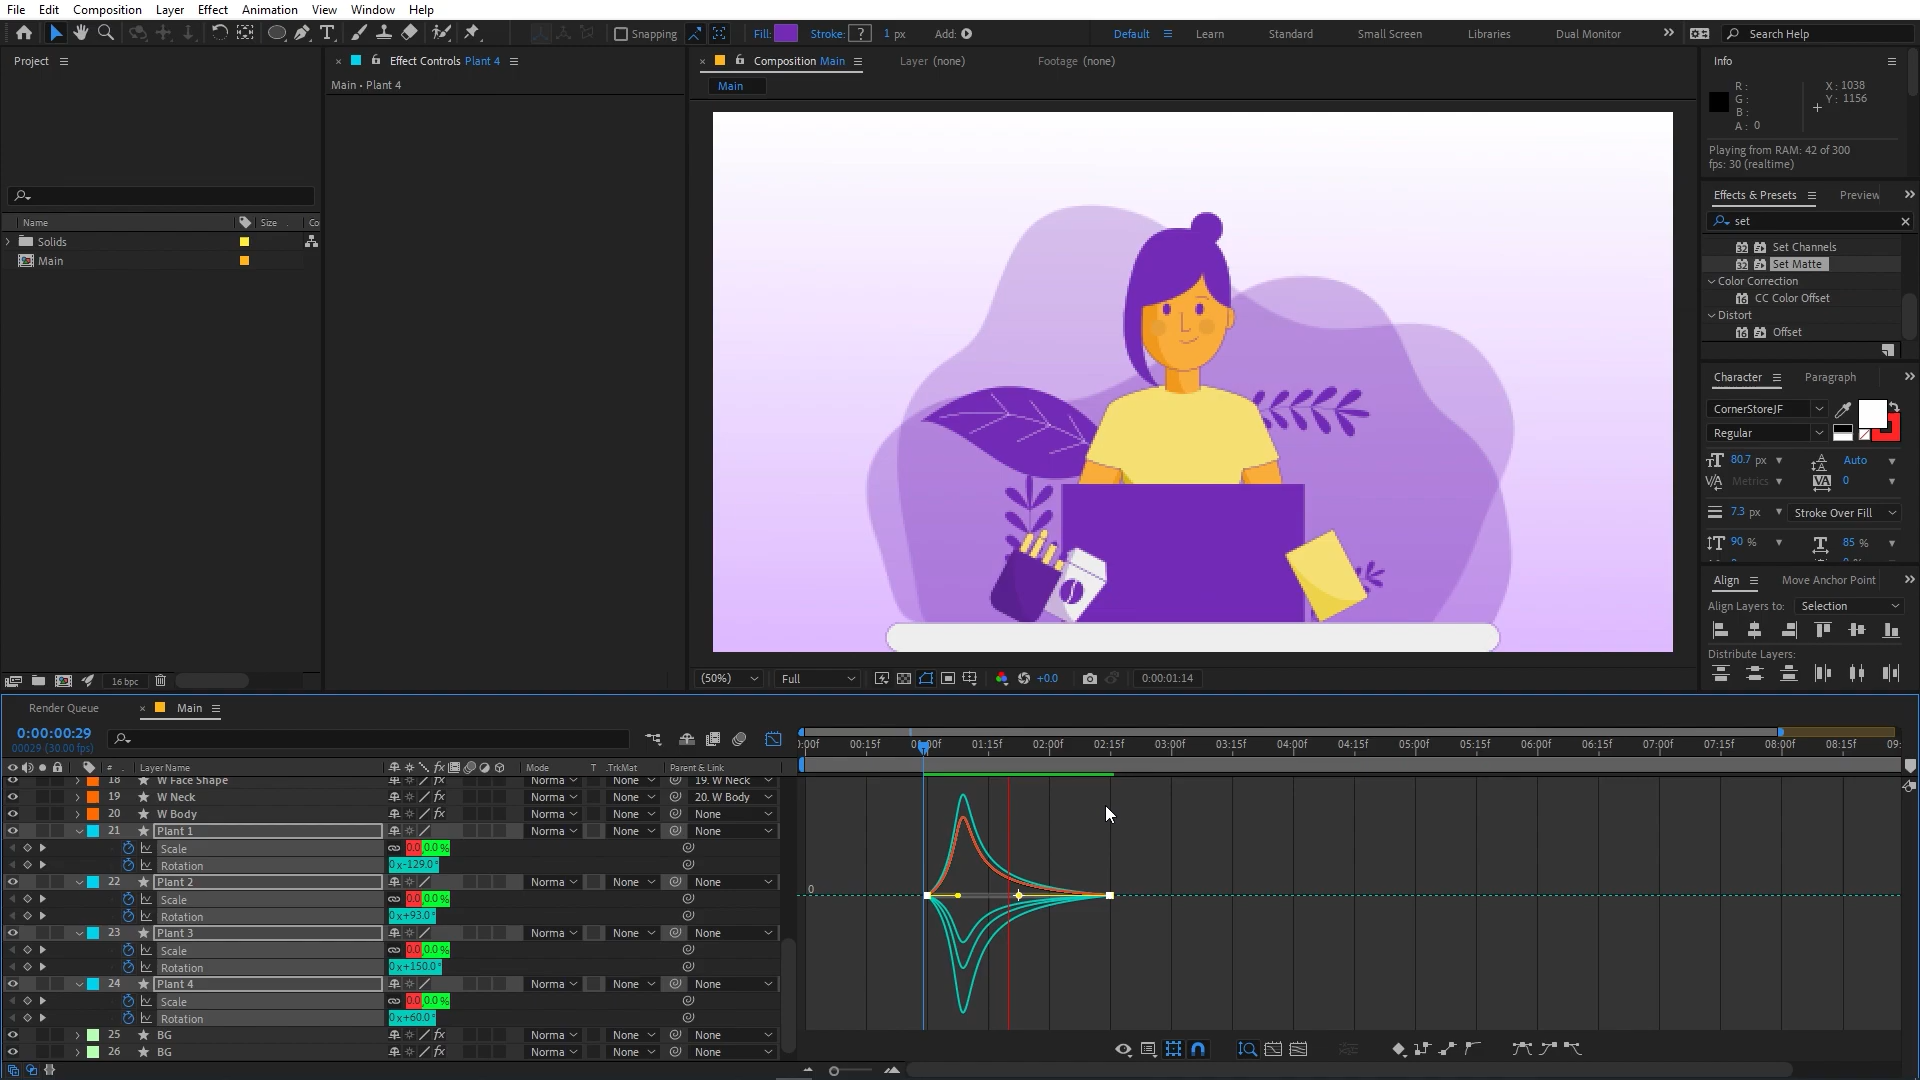 File Edit Composition Layer Effect Animation View Window Help
Snapping Fill: Stroke: ? 1 px Add: Default Learn Standard Small Screen Libraries Dual Monitor Search Help
Project
Name Size Co
Solids
Main
16 bpc
Effect Controls Plant 4
Main • Plant 4
Composition Main Layer (none) Footage (none)
Main
(50%) Full +0.0 0:00:01:14
Info
R: X: 1038
G: Y: 1156
B:
A: 0
Playing from RAM: 42 of 300
fps: 30 (realtime)
Effects & Presets Preview
set
32 Set Channels
32 Set Matte
Color Correction
16 CC Color Offset
Distort
16 Offset
Character Paragraph
CornerStoreJF
Regular
80.7 px Auto
Metrics 0
7.3 px Stroke Over Fill
90 % 85 %
Align Move Anchor Point
Align Layers to: Selection
Distribute Layers:
Render Queue Main
0:00:00:29
00029 (30.00 fps)
:00f 00:15f 01:00f 01:15f 02:00f 02:15f 03:00f 03:15f 04:00f 04:15f 05:00f 05:15f 06:00f 06:15f 07:00f 07:15f 08:00f 08:15f 09:
# Layer Name Mode T .TrkMat Parent & Link
18 W Face Shape Norma None 19. W Neck
19 W Neck Norma None 20. W Body
20 W Body Norma None None
21 Plant 1 Norma None None
Scale 0.0,0.0 %
Rotation 0x-129.0°
22 Plant 2 Norma None None
Scale 0.0,0.0 %
Rotation 0x+93.0°
23 Plant 3 Norma None None
Scale 0.0,0.0 %
Rotation 0x+150.0°
24 Plant 4 Norma None None
Scale 0.0,0.0 %
Rotation 0x+60.0°
25 BG Norma None None
26 BG Norma None None
0